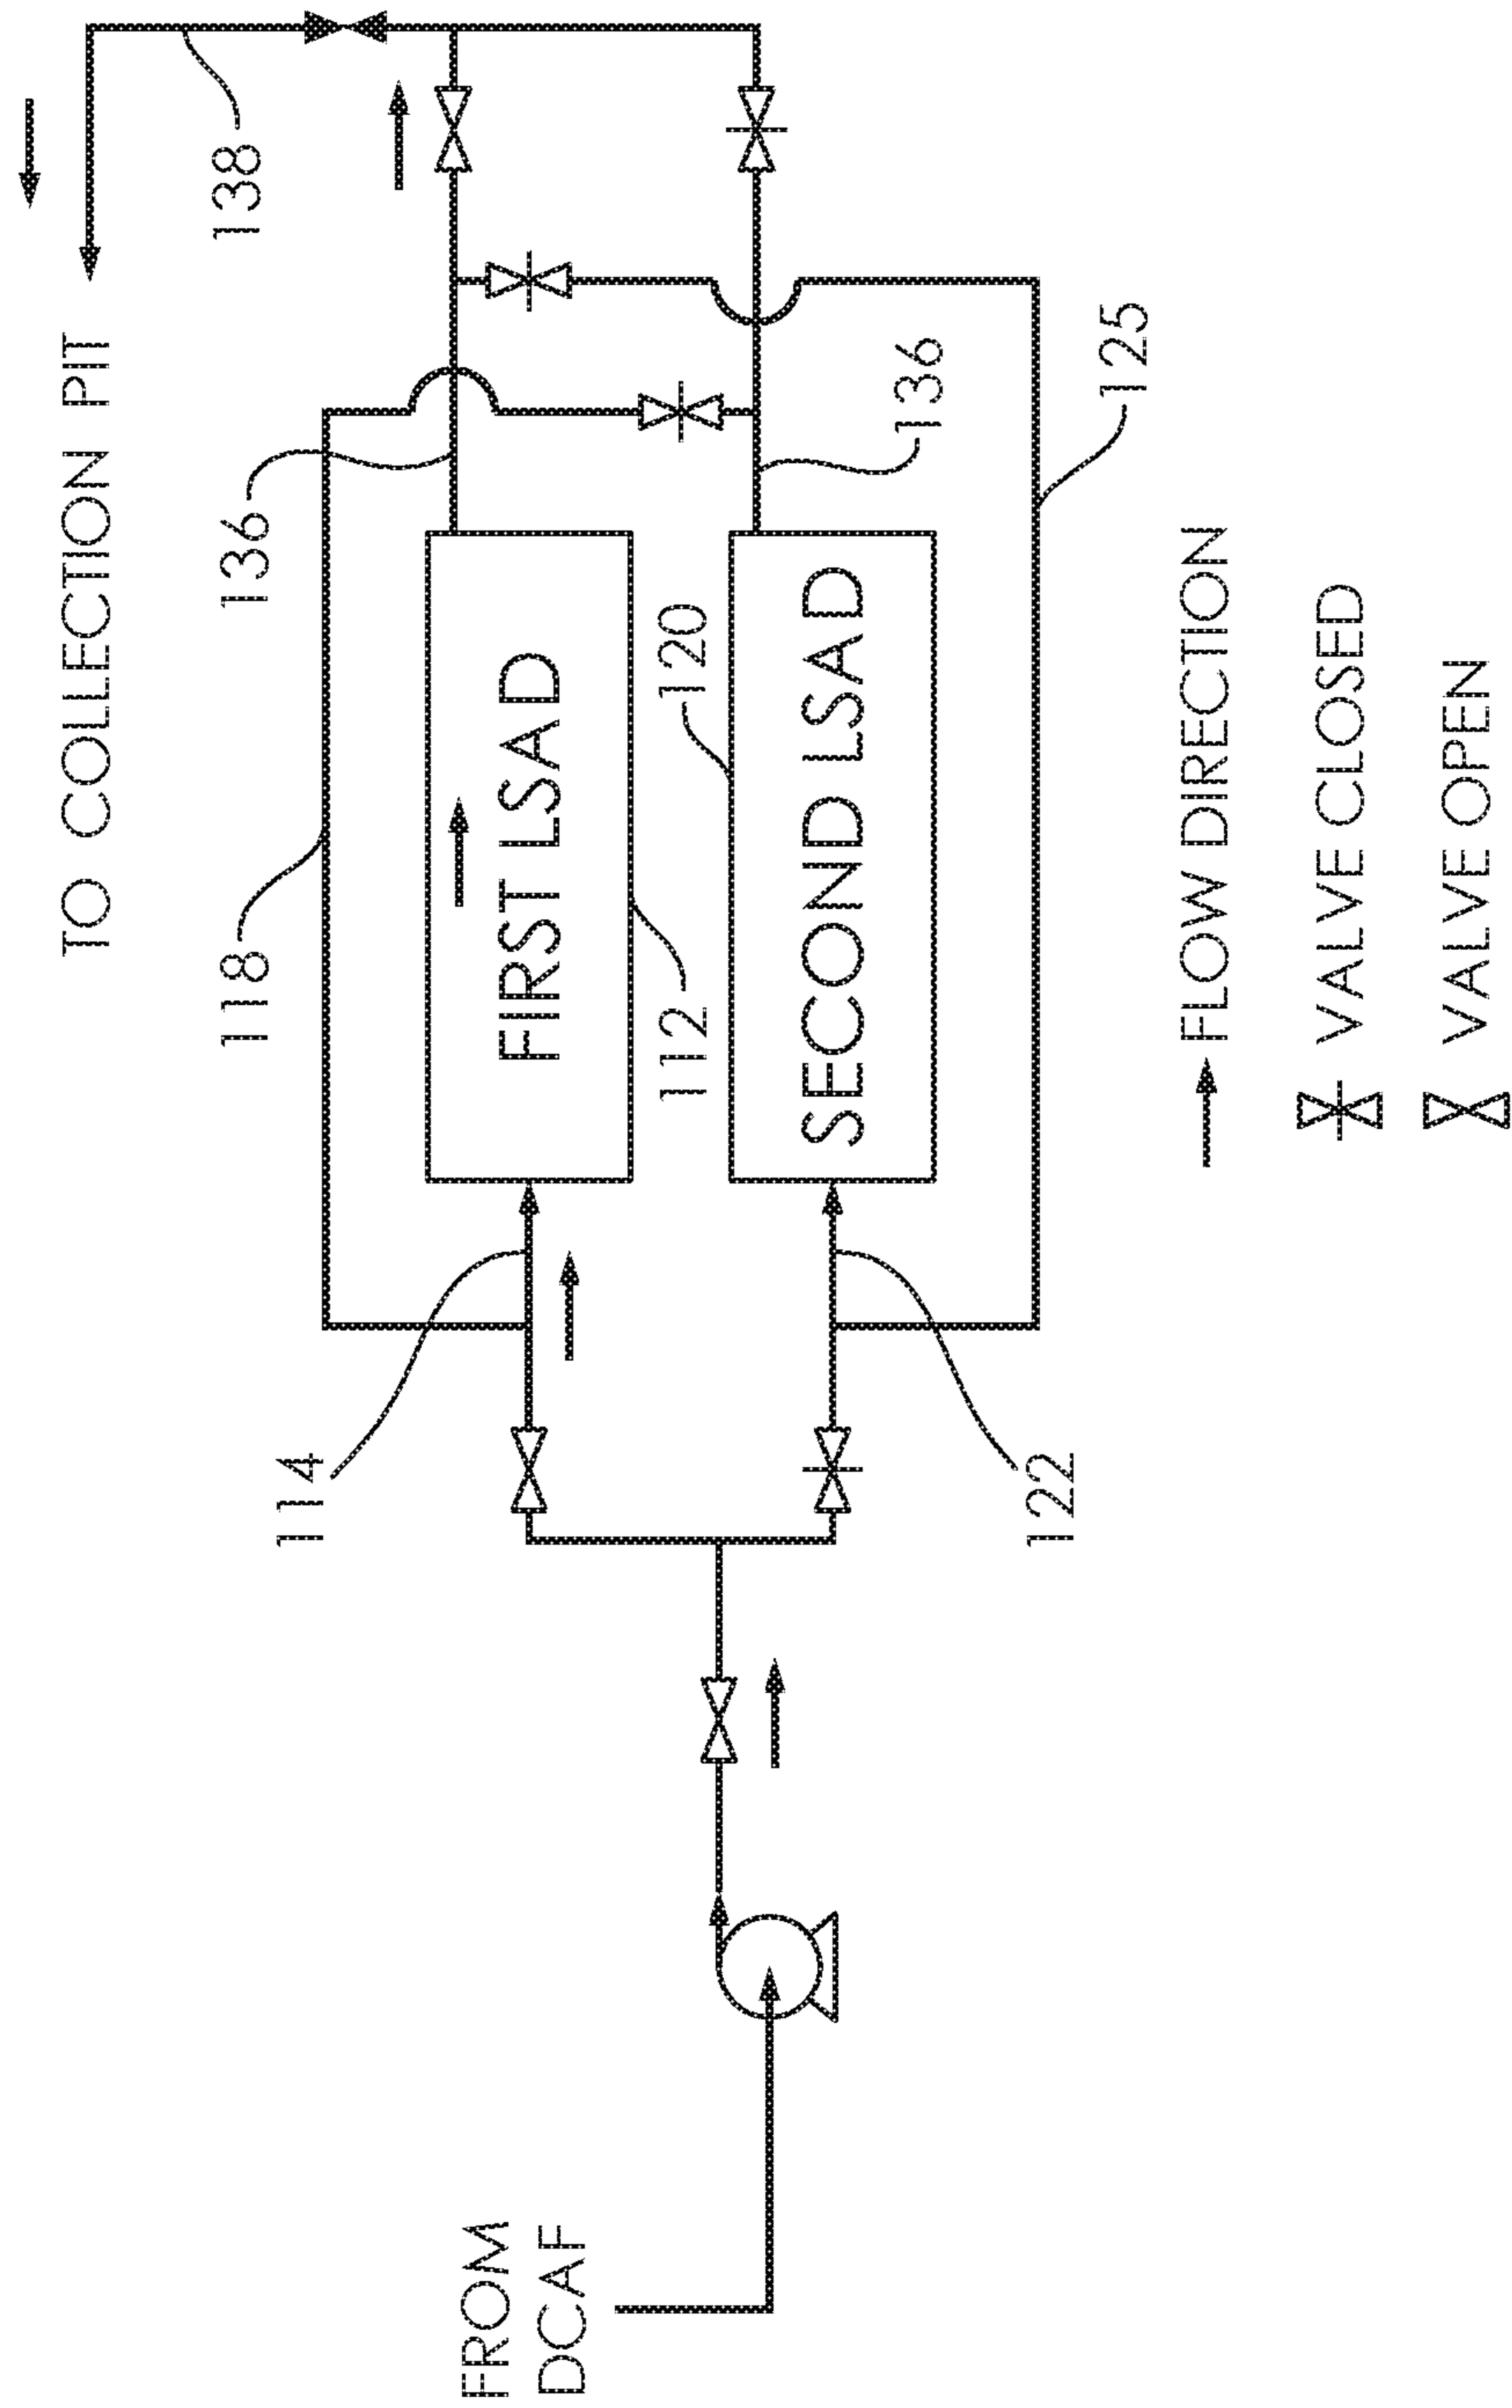 TO COLLECTION PIT
138
118
136
114
FIRST LSAD
112
120
FROM
DCAF
SECOND LSAD
136
122
125
FLOW DIRECTION
VALVE CLOSED
VALVE OPEN